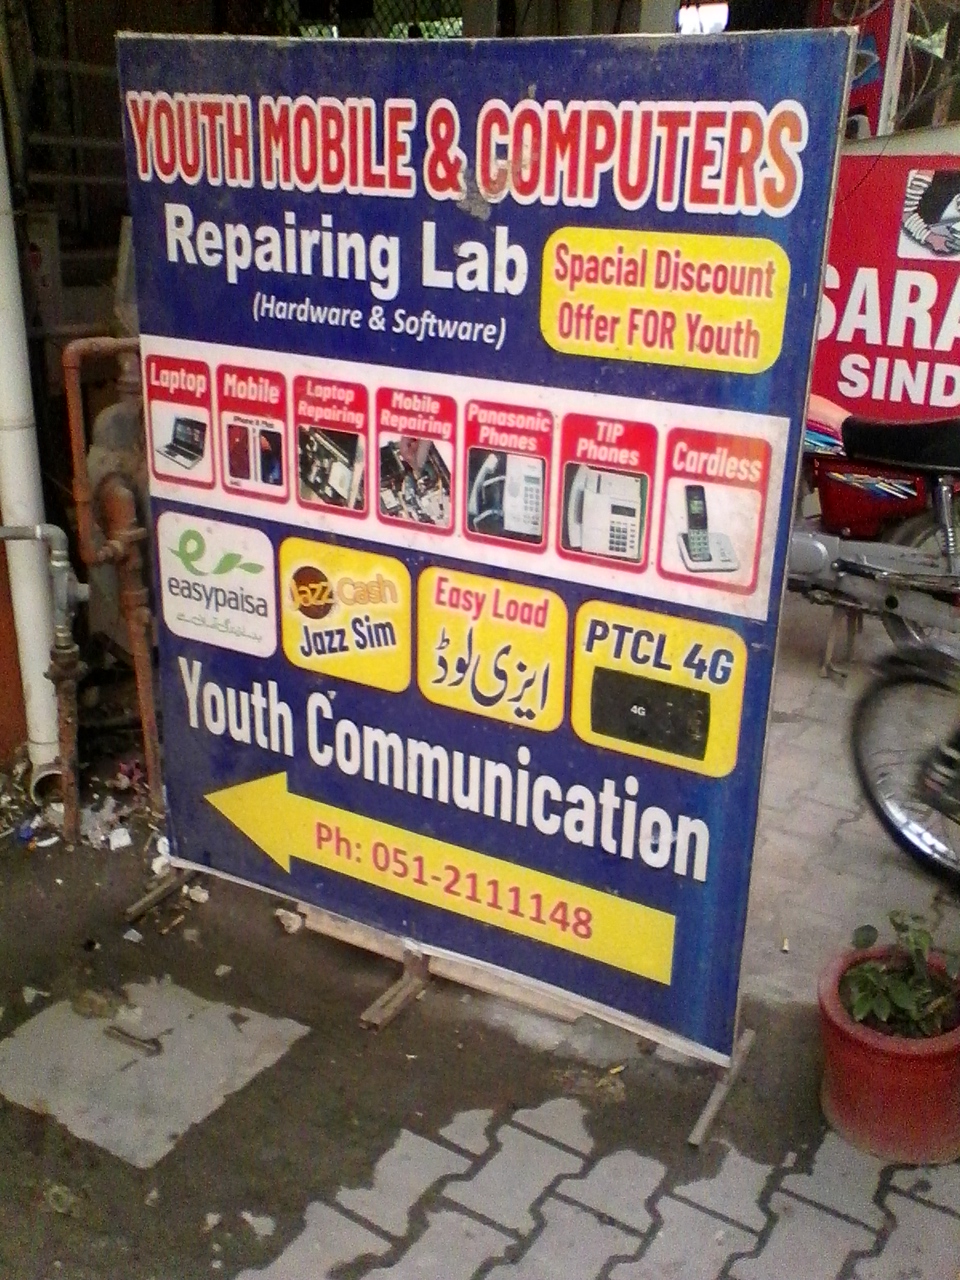 YOUTH MOBILE & COMPUTERS
Repairing Lab
(Hardware & Software)
Spacial Discount
Offer FOR Youth
Laptop
Mobile
Laptop
Repairing
Mobile
Repairing
Panasonic
Phones
TIP
Phones
Cardless
easypaisa
JazzCash
Jazz Sim
Easy Load
ایزی لوڈ
PTCL 4G
4G
Youth Communication
Ph: 051-2111148
SARA
SIND